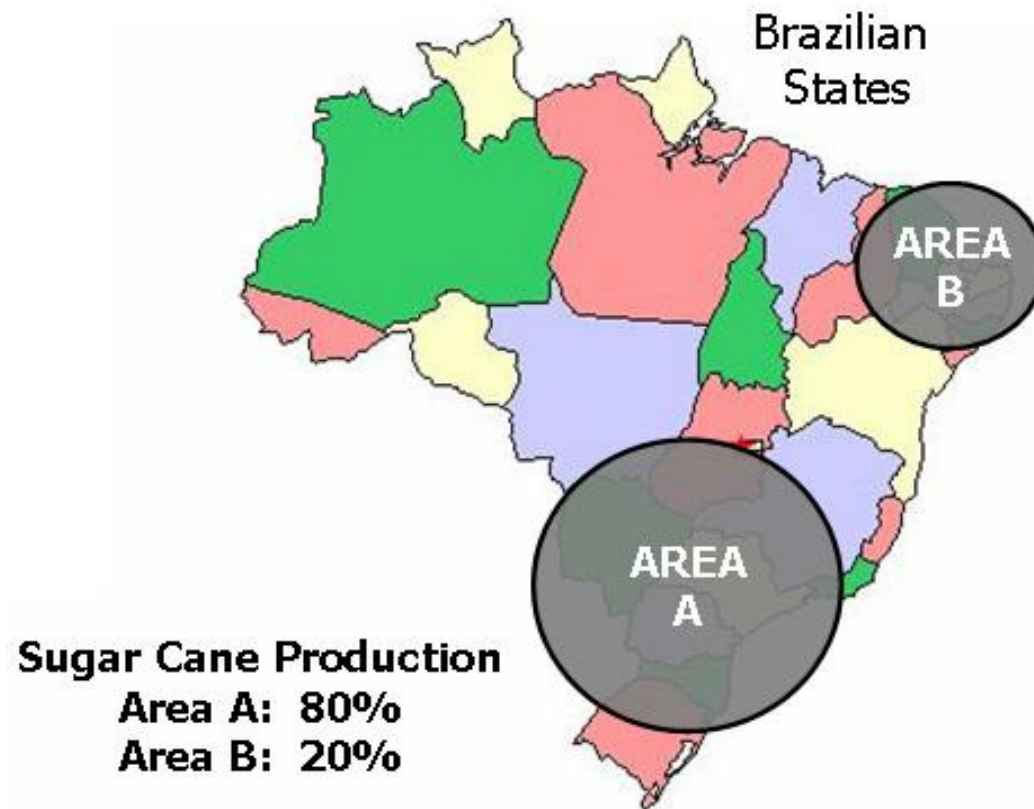 Brazilian
States
AREA
B
AREA
A
Sugar Cane Production
Area A: 80%
Area B: 20%